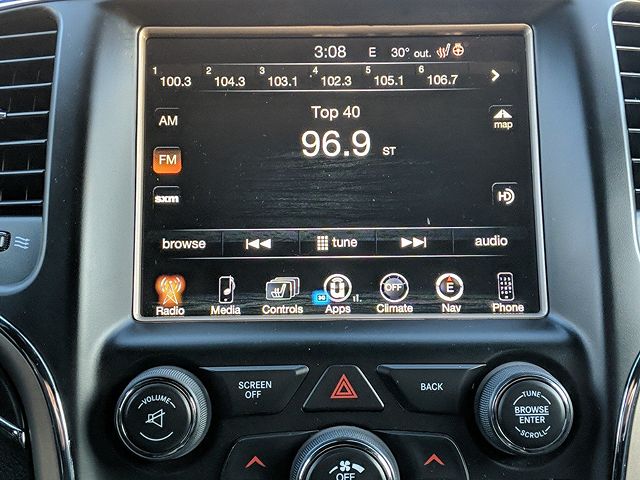 3:08 E 30° out.
1 2 3 4 5 6
100.3 104.3 103.1 102.3 105.1 106.7
AM Top 40 map
FM 96.9 ST
sxm HD
browse tune audio
OFF E
Radio Media Controls Apps Climate Nav Phone
VOLUME SCREEN OFF BACK TUNE
BROWSE
ENTER
SCROLL
OFF